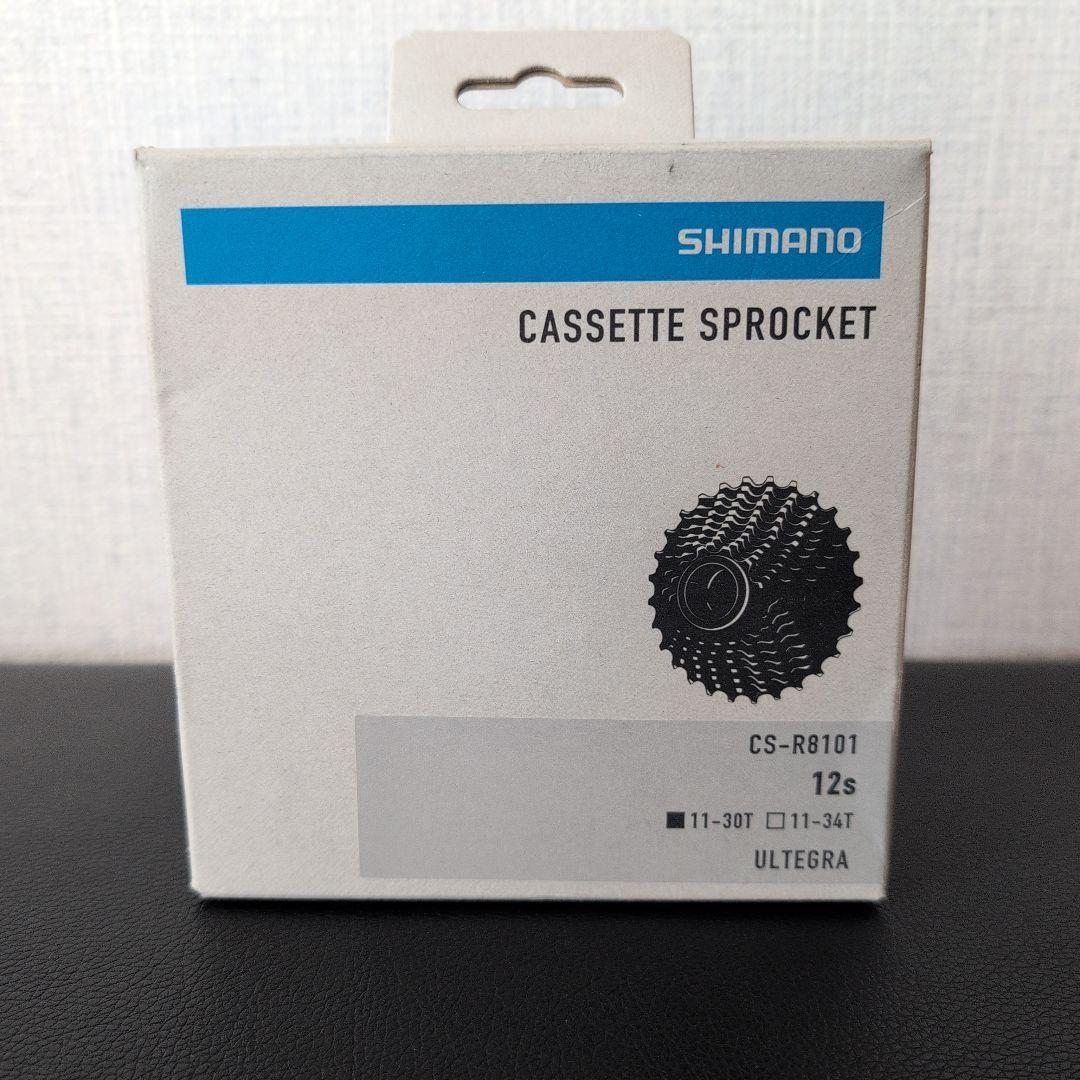 SHIMANO
CASSETTE SPROCKET
CS-R8101
12s
■11-30T □11-34T
ULTEGRA